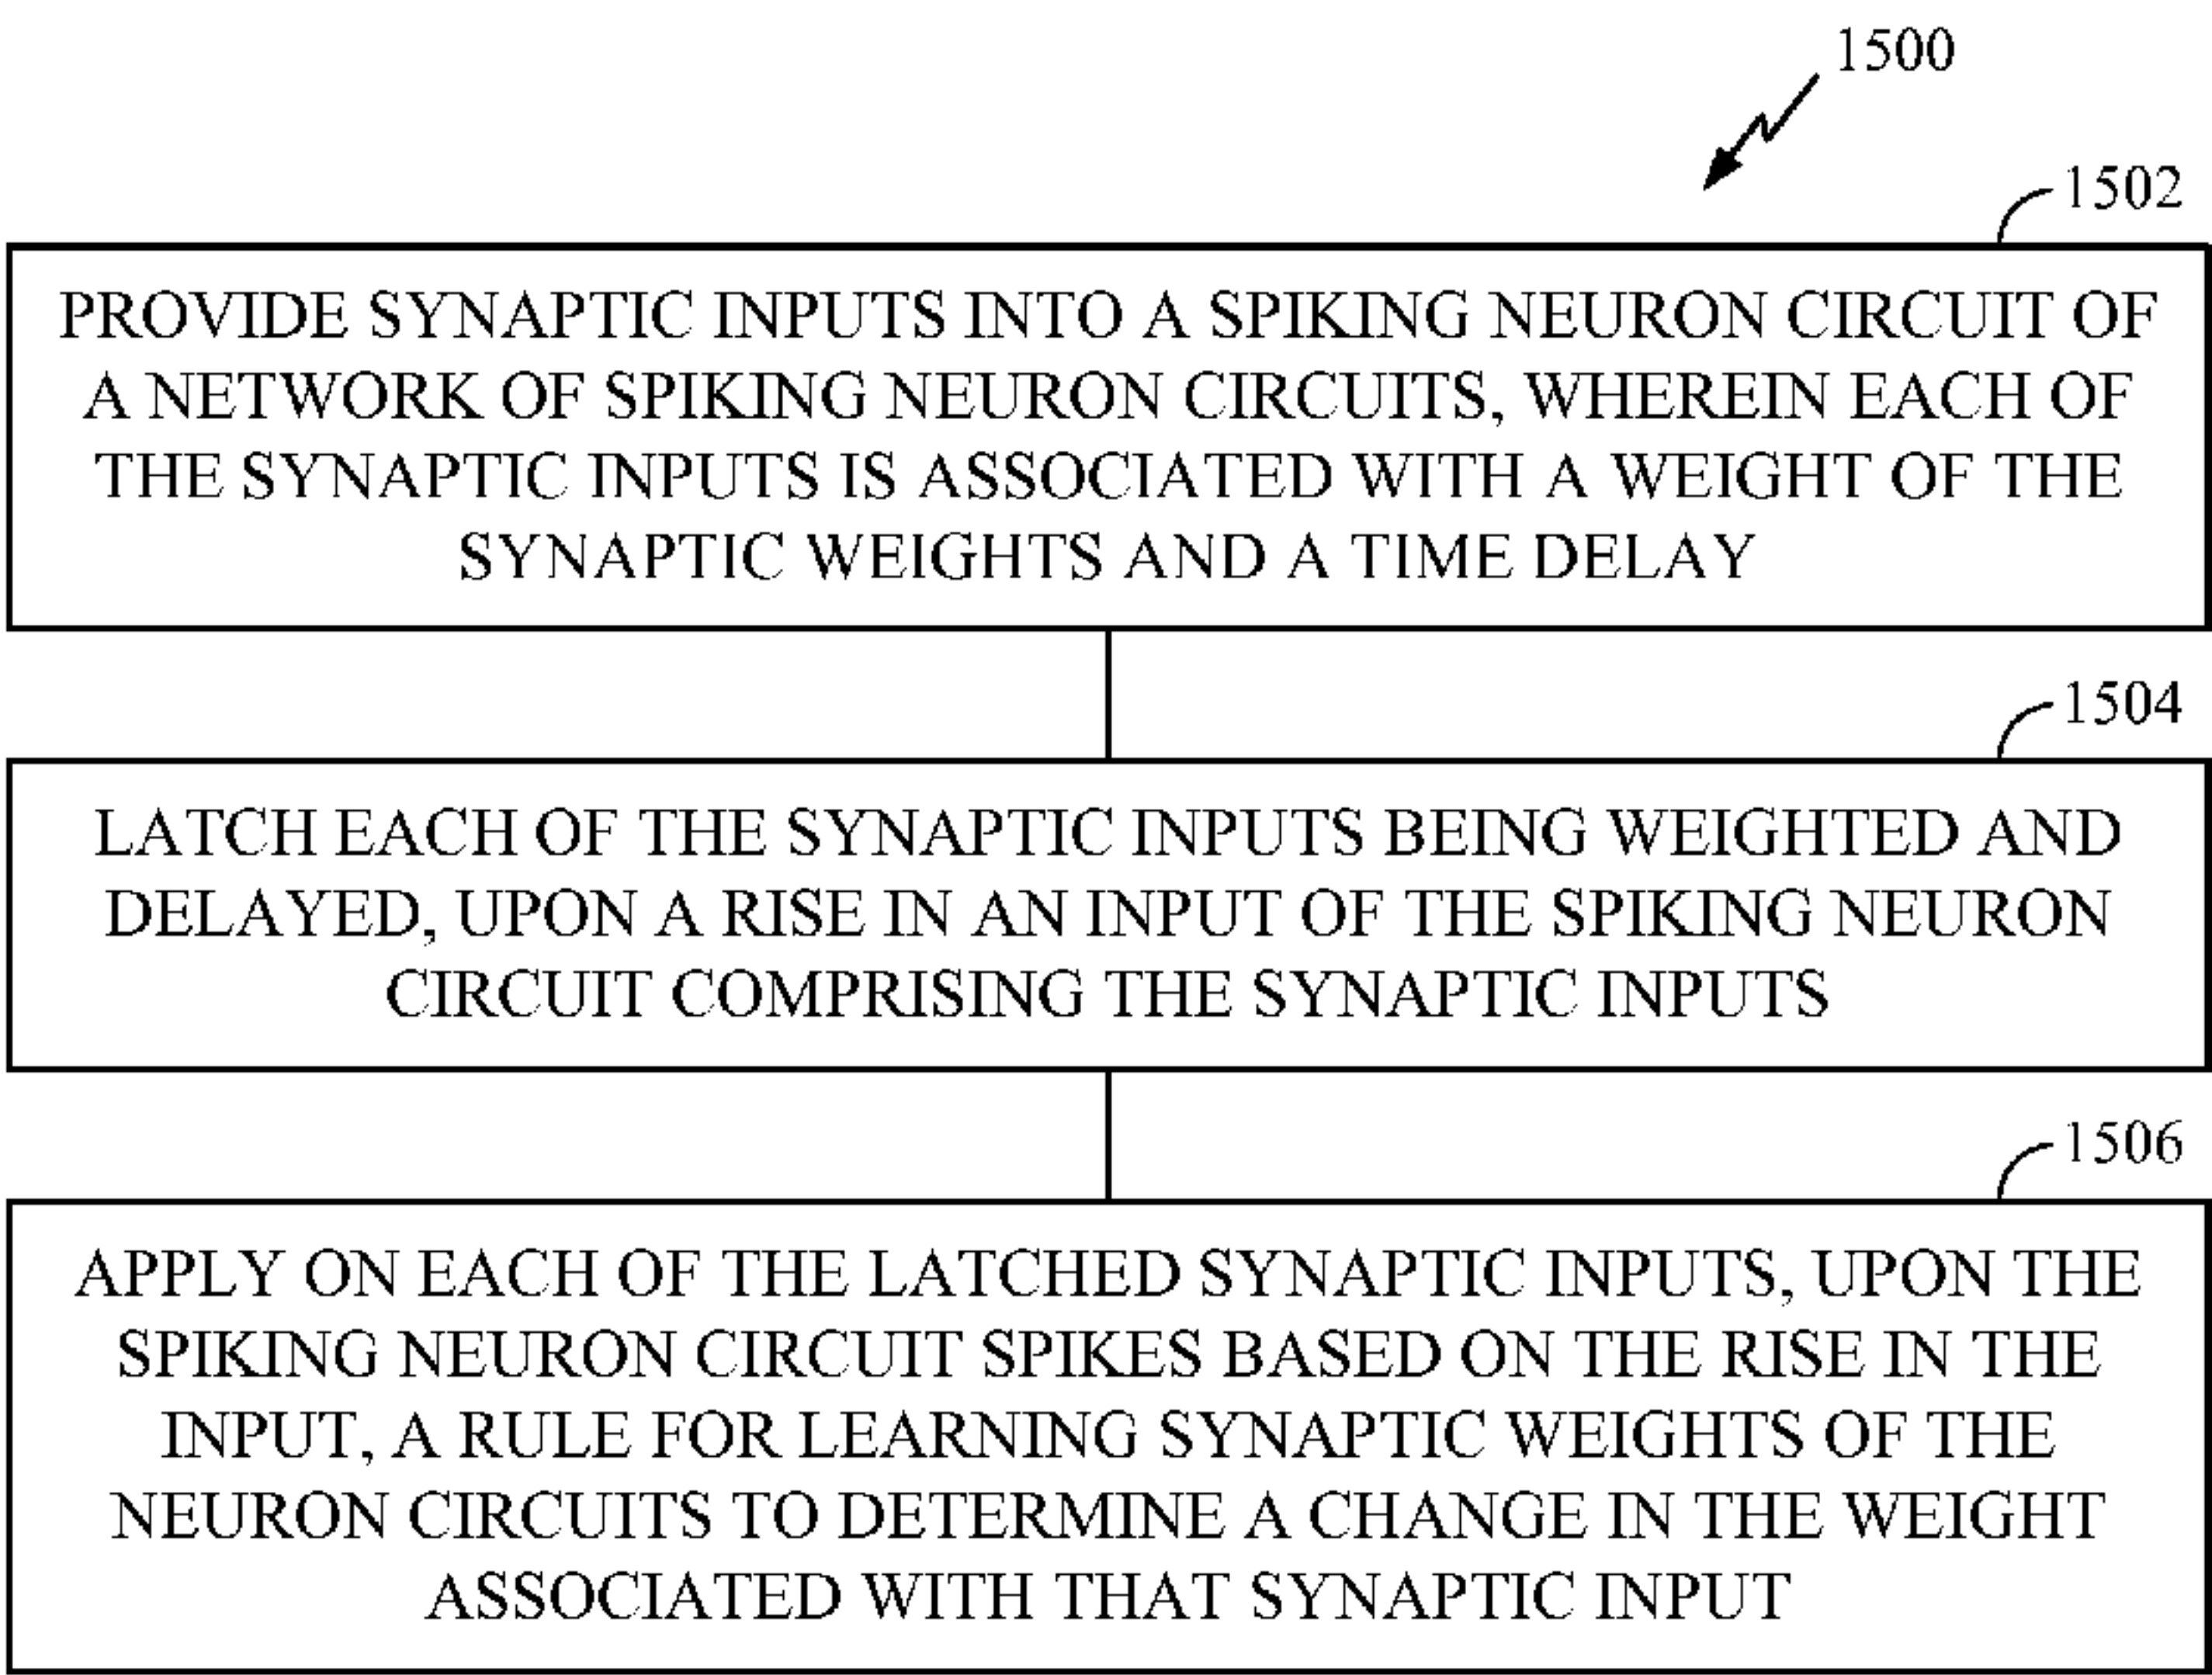 1500
1502
PROVIDE SYNAPTIC INPUTS INTO A SPIKING NEURON CIRCUIT OF
A NETWORK OF SPIKING NEURON CIRCUITS, WHEREIN EACH OF
THE SYNAPTIC INPUTS IS ASSOCIATED WITH A WEIGHT OF THE
SYNAPTIC WEIGHTS AND A TIME DELAY
1504
LATCH EACH OF THE SYNAPTIC INPUTS BEING WEIGHTED AND
DELAYED, UPON A RISE IN AN INPUT OF THE SPIKING NEURON
CIRCUIT COMPRISING THE SYNAPTIC INPUTS
1506
APPLY ON EACH OF THE LATCHED SYNAPTIC INPUTS, UPON THE
SPIKING NEURON CIRCUIT SPIKES BASED ON THE RISE IN THE
INPUT, A RULE FOR LEARNING SYNAPTIC WEIGHTS OF THE
NEURON CIRCUITS TO DETERMINE A CHANGE IN THE WEIGHT
ASSOCIATED WITH THAT SYNAPTIC INPUT